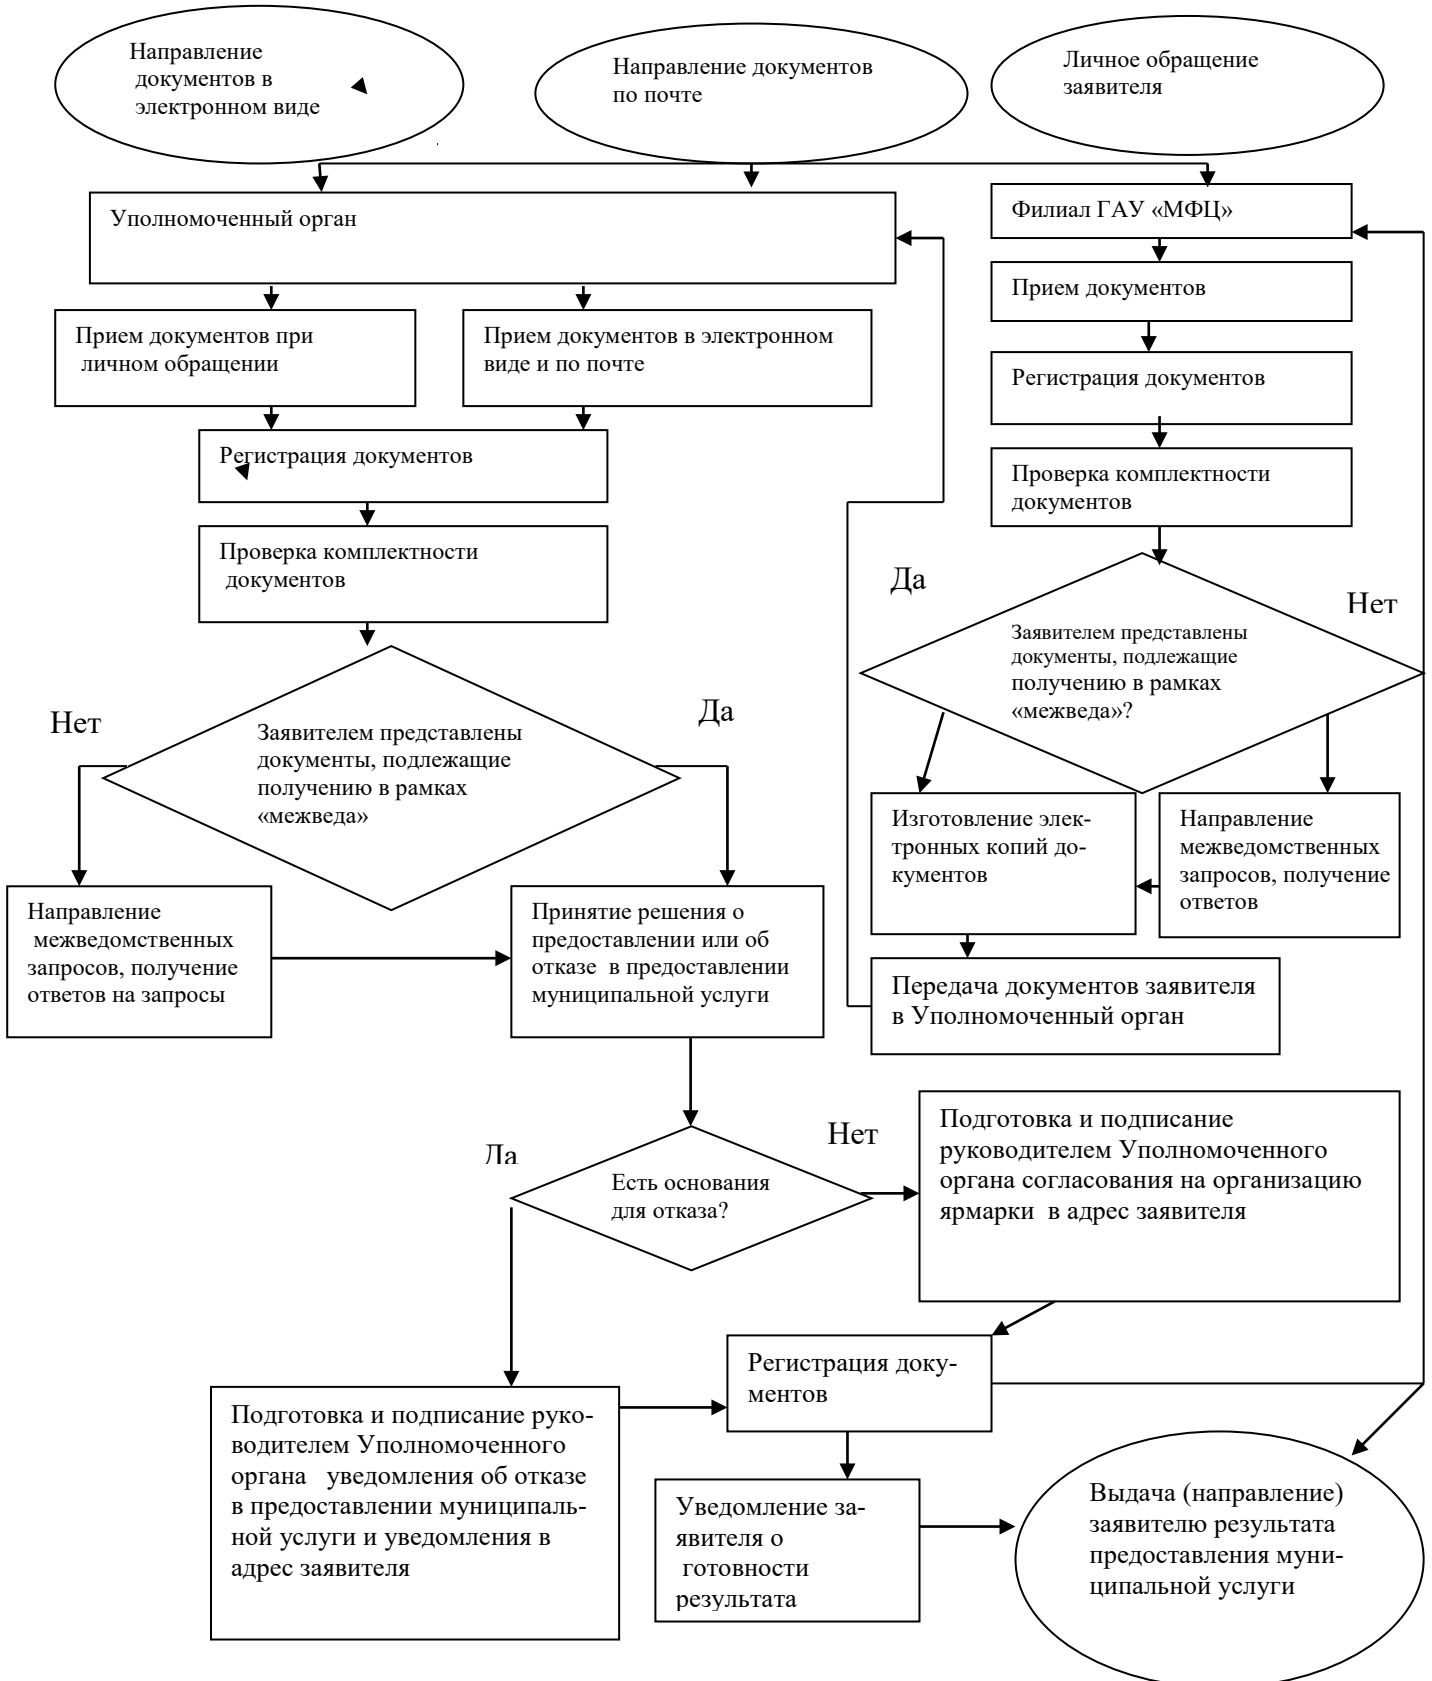 Направление
документов в
электронном виде
Направление документов
по почте
Личное обращение
заявителя
Уполномоченный орган
Филиал ГАУ «МФЦ»
Прием документов
Прием документов при
личном обращении
Прием документов в электронном
виде и по почте
Регистрация документов
Регистрация документов
Проверка комплектности
документов
Проверка комплектности
документов
Да
Нет
Заявителем представлены
документы, подлежащие
получению в рамках
«межведа»?
Нет
Да
Заявителем представлены
документы, подлежащие
получению в рамках
«межведа»
Изготовление элек-
тронных копий до-
кументов
Направление
межведомственных
запросов, получение
ответов
Направление
межведомственных
запросов, получение
ответов на запросы
Принятие решения о
предоставлении или об
отказе в предоставлении
муниципальной услуги
Передача документов заявителя
в Уполномоченный орган
Да
Нет
Есть основания
для отказа?
Подготовка и подписание
руководителем Уполномоченного
органа согласования на организацию
ярмарки в адрес заявителя
Регистрация доку-
ментов
Подготовка и подписание руко-
водителем Уполномоченного
органа уведомления об отказе
в предоставлении муниципаль-
ной услуги и уведомления в
адрес заявителя
Уведомление за-
явителя о
готовности
результата
Выдача (направление)
заявителю результата
предоставления муни-
ципальной услуги